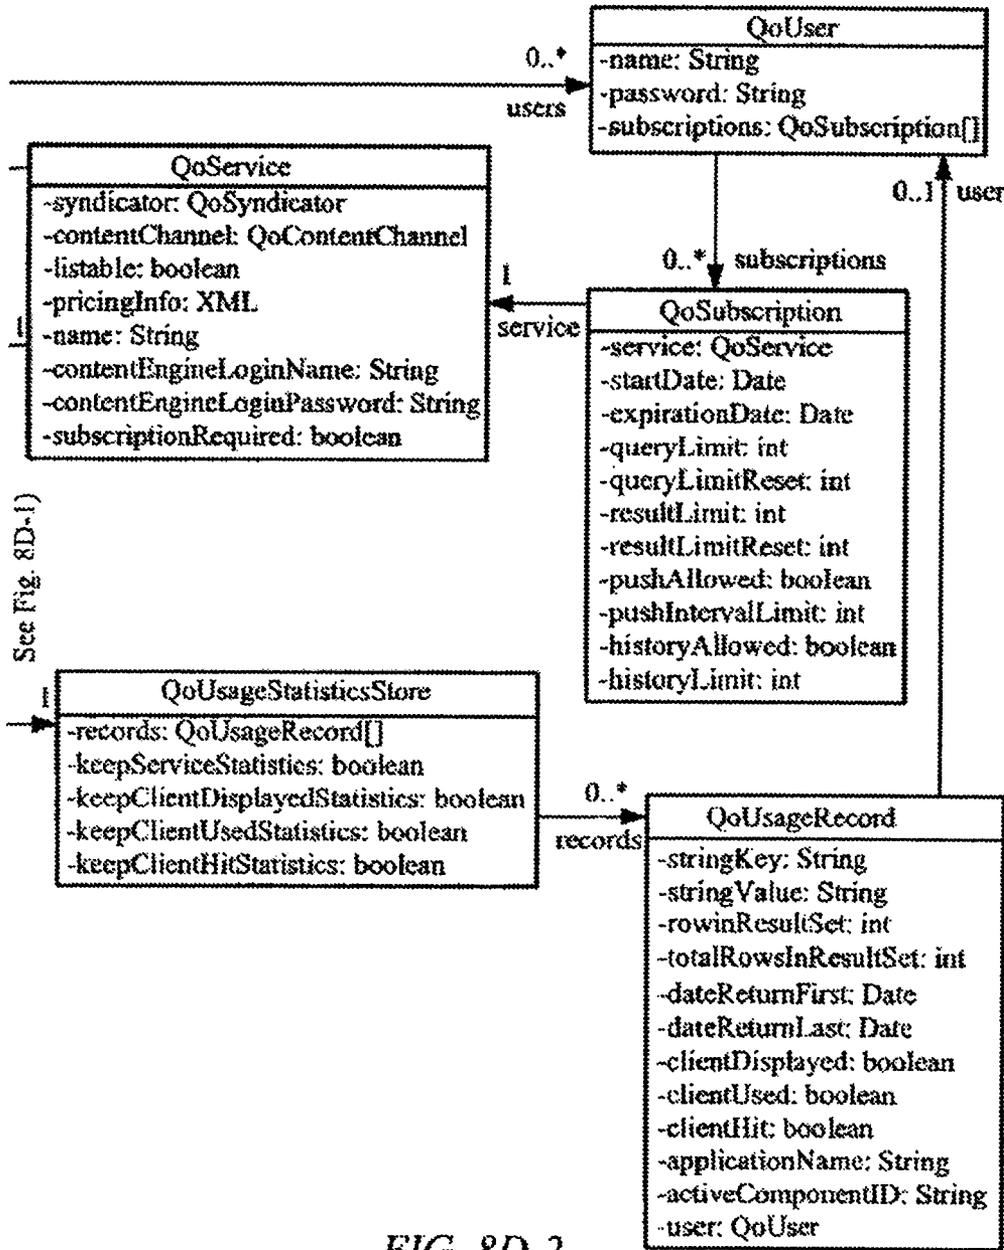 QoUser
-name: String
-password: String
-subscriptions: QoSubscription[]
0..*
users
QoService
-syndicator: QoSyndicator
-contentChannel: QoContentChannel
-listable: boolean
-pricingInfo: XML
-name: String
-contentEngineLoginName: String
-contentEngineLoginPassword: String
-subscriptionRequired: boolean
1
0..1 user
0..* subscriptions
1
service
QoSubscription
-service: QoService
-startDate: Date
-expirationDate: Date
-queryLimit: int
-queryLimitReset: int
-resultLimit: int
-resultLimitReset: int
-pushAllowed: boolean
-pushIntervalLimit: int
-historyAllowed: boolean
-historyLimit: int
See Fig. 8D-1)
1
QoUsageStatisticsStore
-records: QoUsageRecord[]
-keepServiceStatistics: boolean
-keepClientDisplayedStatistics: boolean
-keepClientUsedStatistics: boolean
-keepClientHitStatistics: boolean
0..*
records
QoUsageRecord
-stringKey: String
-stringValue: String
-rowinResultSet: int
-totalRowsInResultSet: int
-dateReturnFirst: Date
-dateReturnLast: Date
-clientDisplayed: boolean
-clientUsed: boolean
-clientHit: boolean
-applicationName: String
-activeComponentID: String
-user: QoUser
FIG. 8D-2